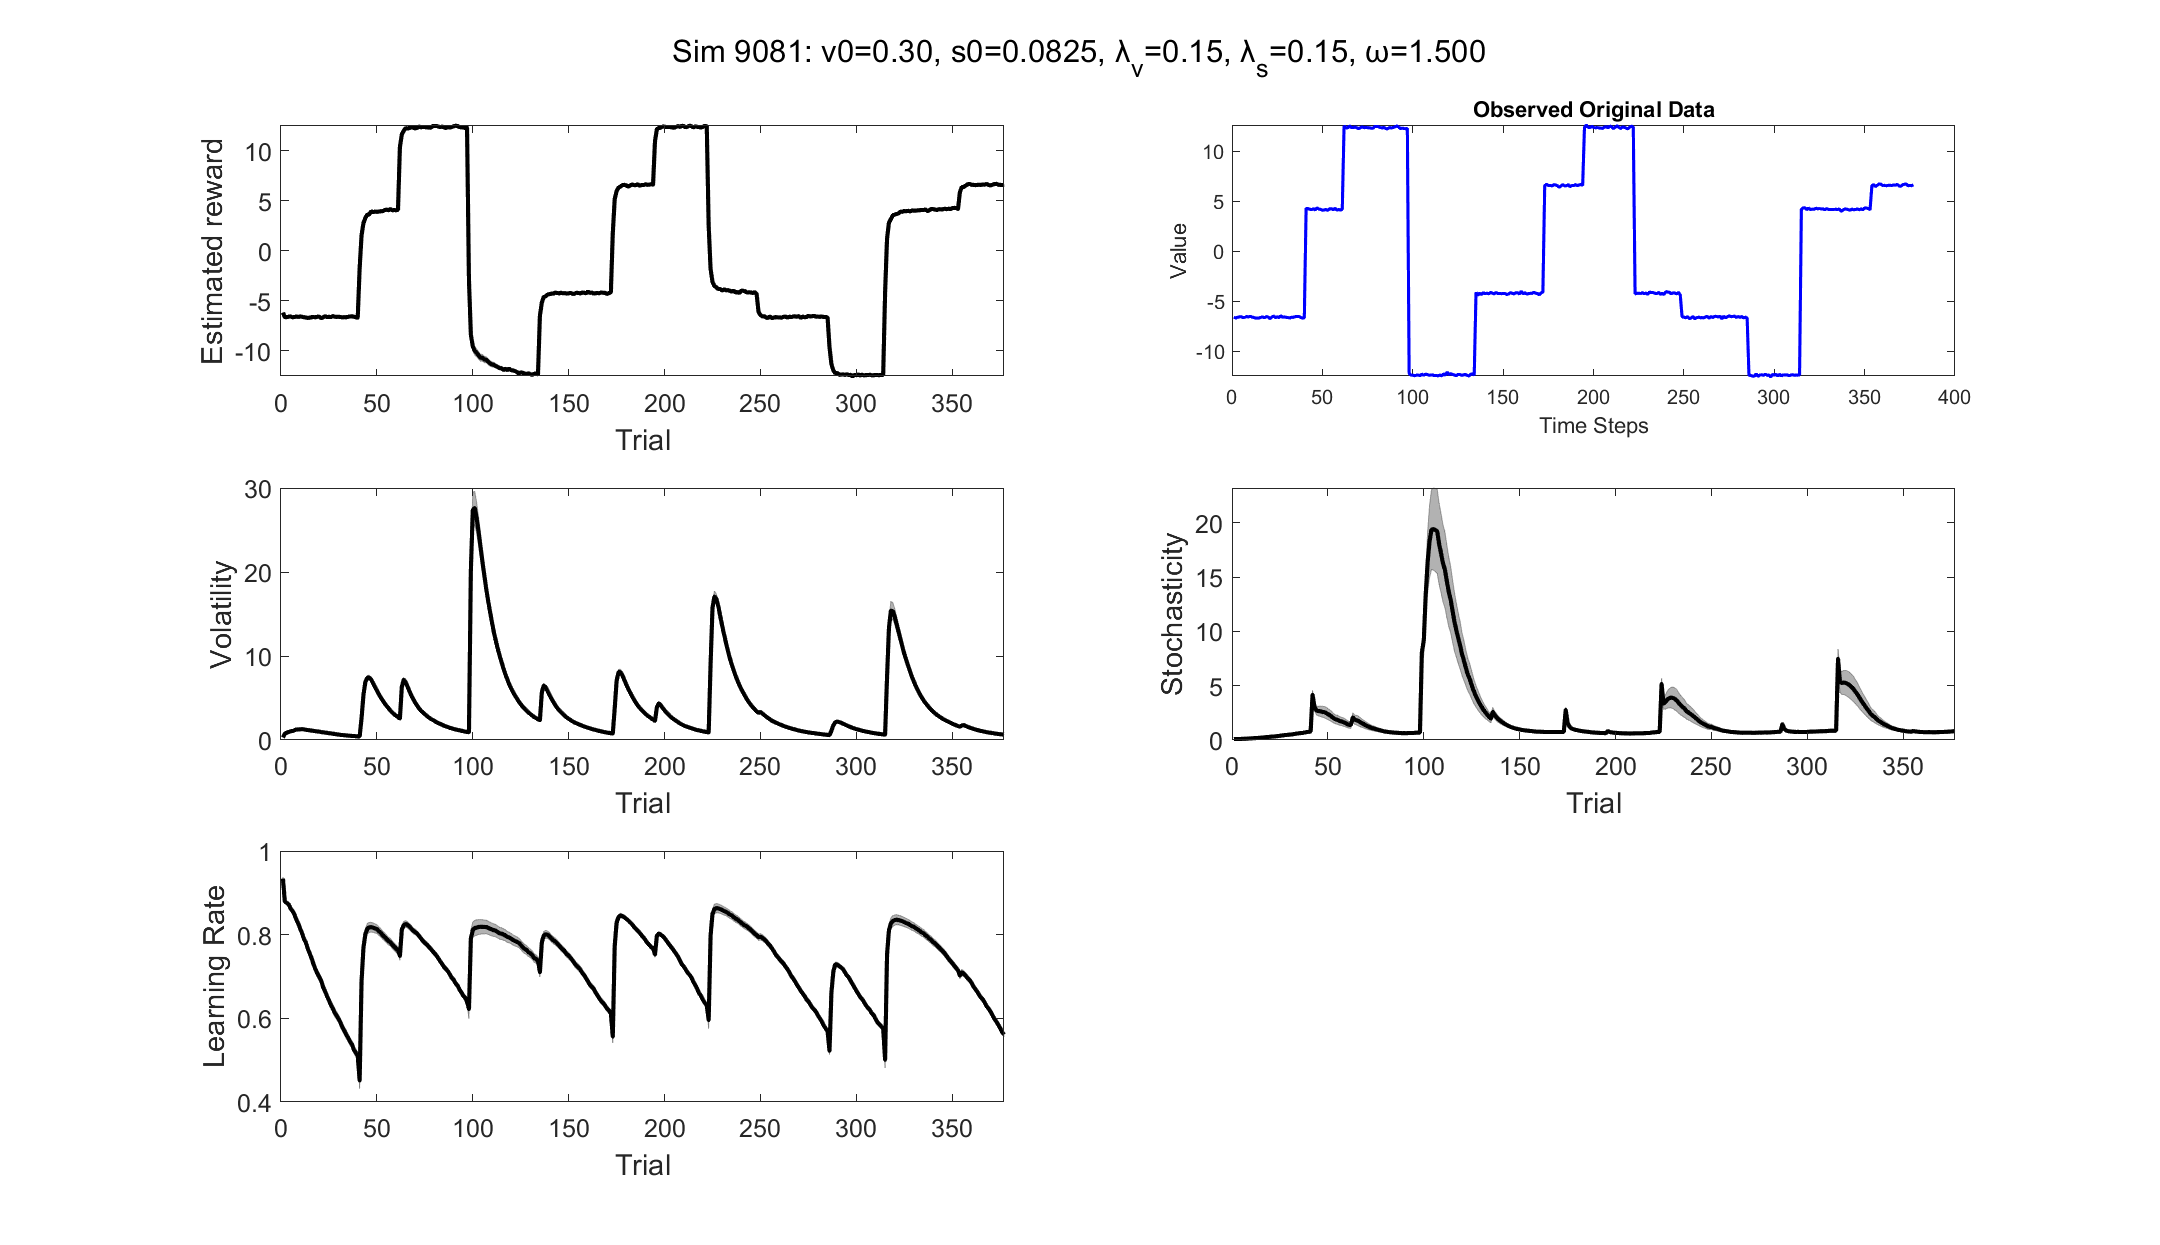 Sim 9081: v0=0.30, s0=0.0825, λ_v=0.15, λ_s=0.15, ω=1.500
Estimated reward
10
5
0
-5
-10
0 50 100 150 200 250 300 350
Trial
Observed Original Data
Value
10
5
0
-5
-10
0 50 100 150 200 250 300 350 400
Time Steps
Volatility
30
20
10
0
0 50 100 150 200 250 300 350
Trial
Stochasticity
20
15
10
5
0
0 50 100 150 200 250 300 350
Trial
Learning Rate
1
0.8
0.6
0.4
0 50 100 150 200 250 300 350
Trial